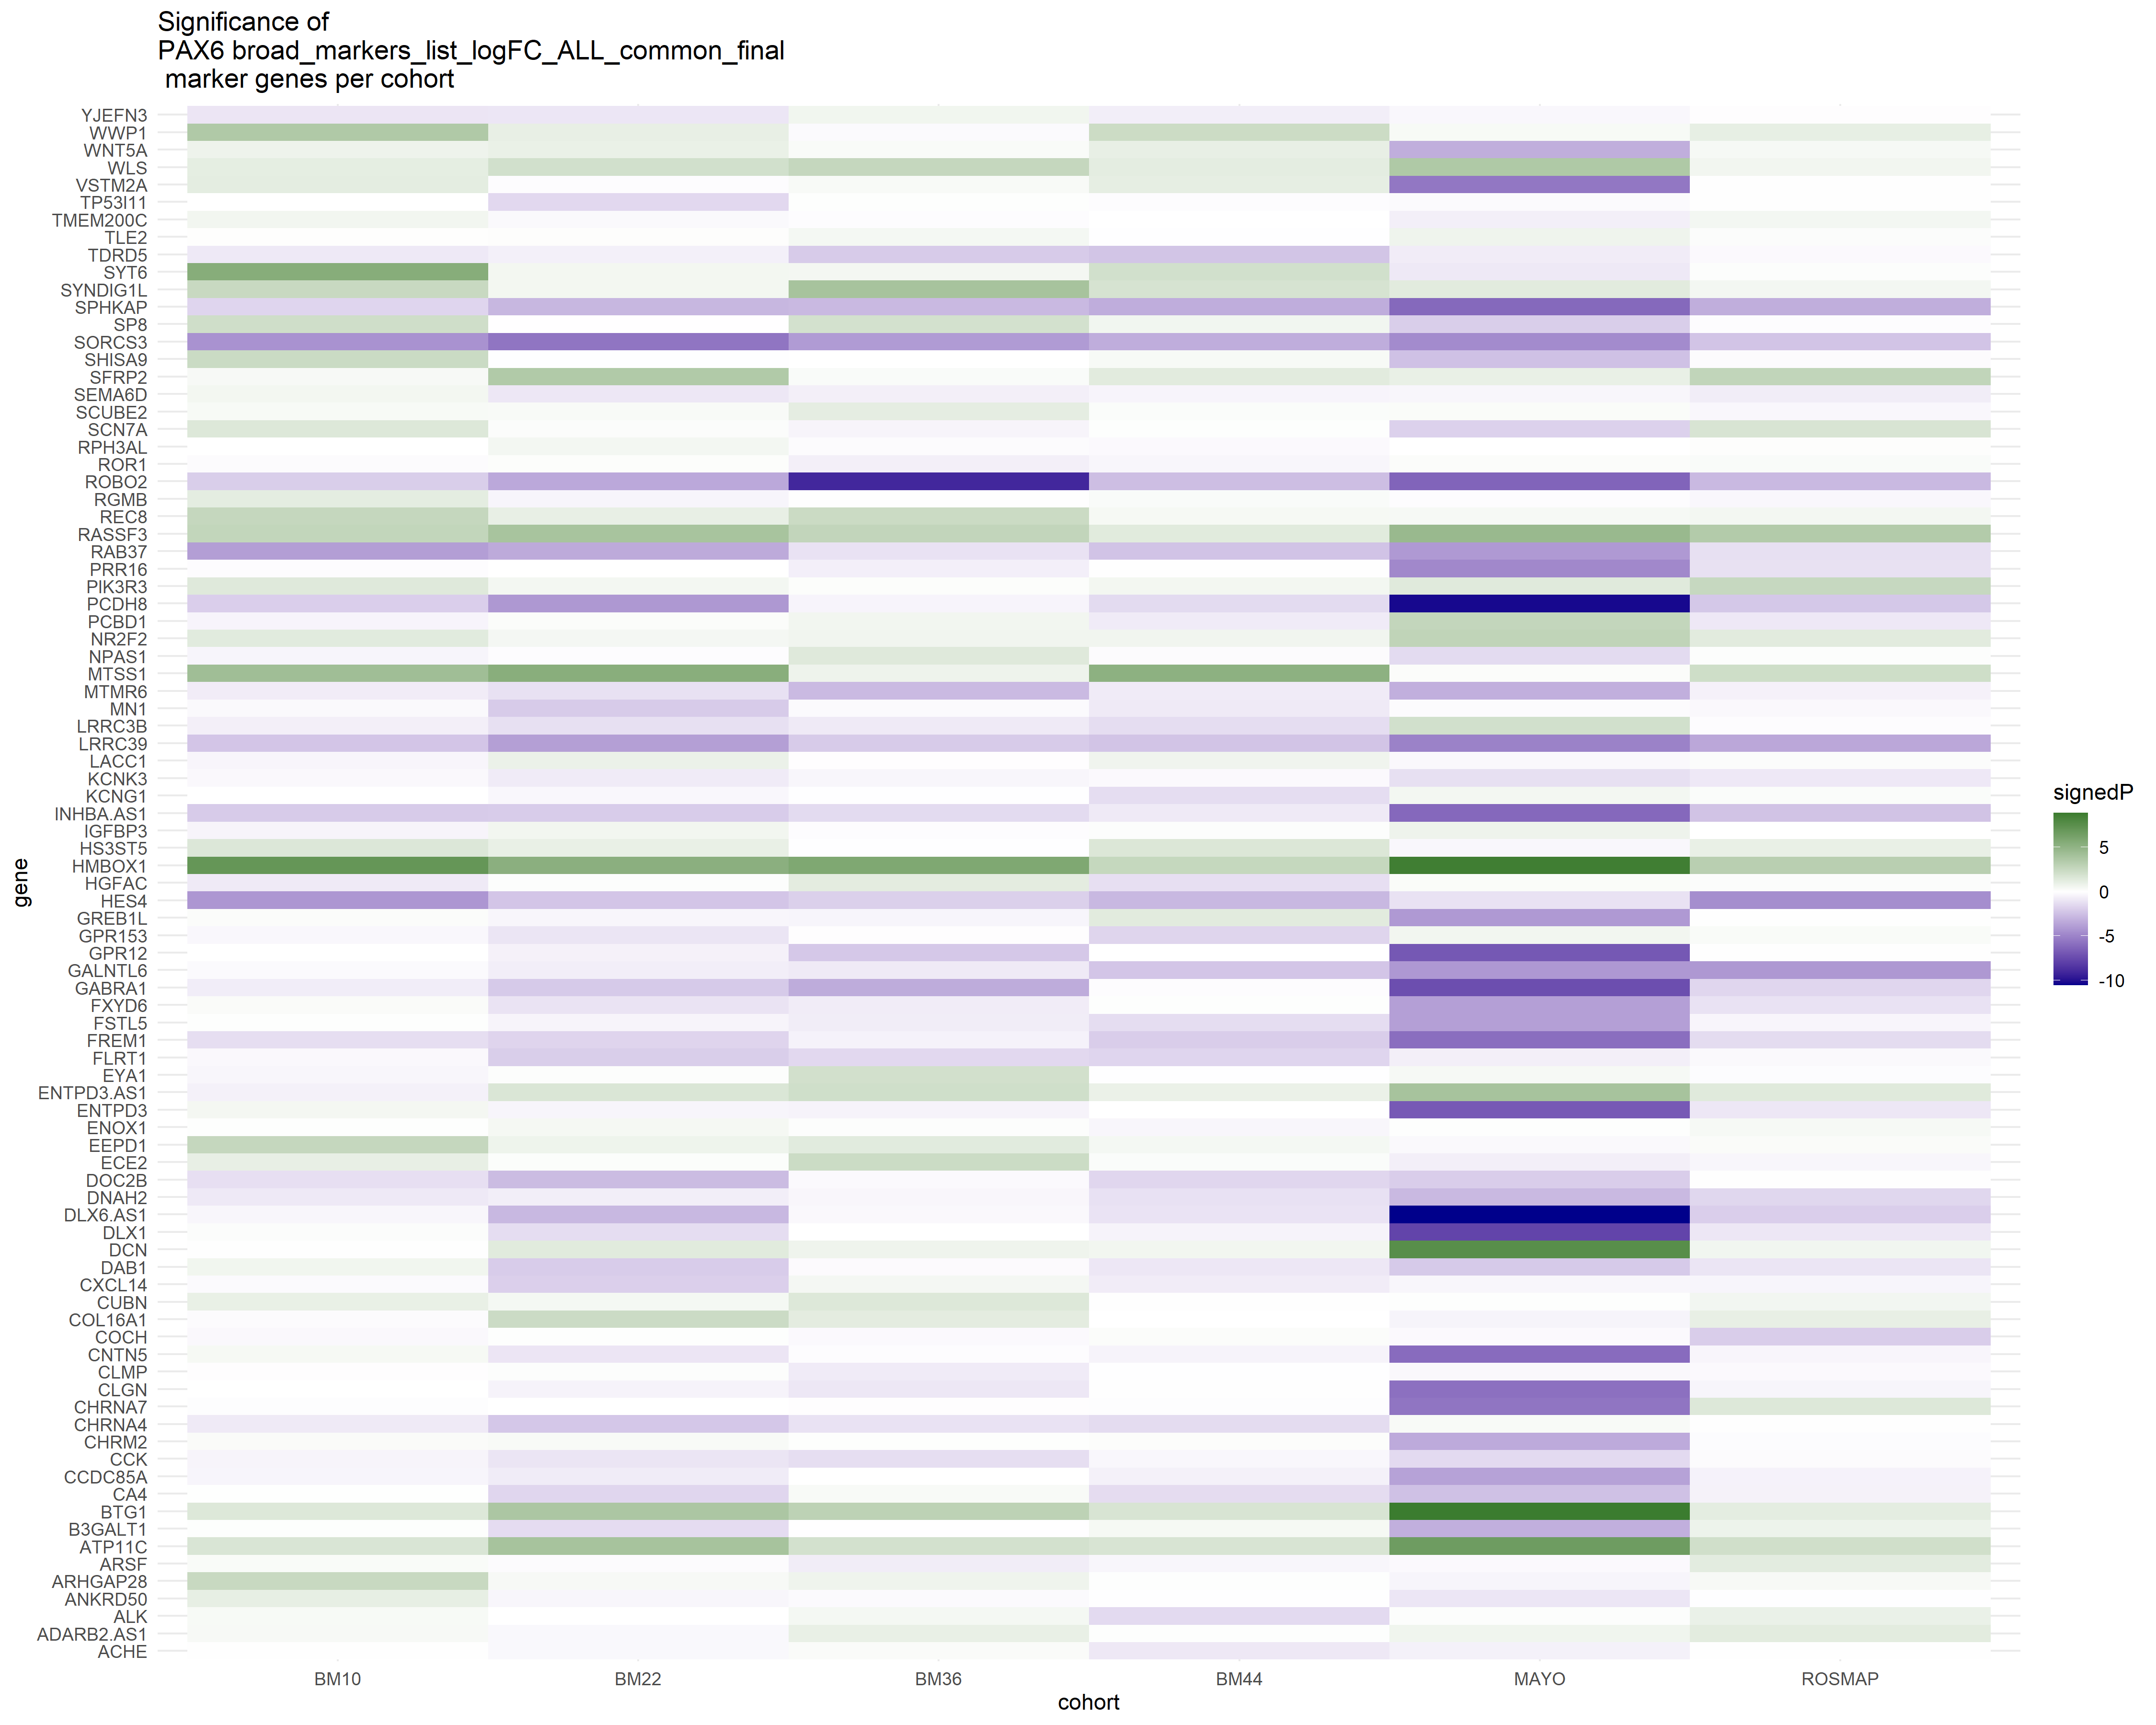 Significance of
PAX6 broad_markers_list_logFC_ALL_common_final
marker genes per cohort
YJEFN3
WWP1
WNT5A
WLS
VSTM2A
TP53I11
TMEM200C
TLE2
TDRD5
SYT6
SYNDIG1L
SPHKAP
SP8
SORCS3
SHISA9
SFRP2
SEMA6D
SCUBE2
SCN7A
RPH3AL
ROR1
ROBO2
RGMB
REC8
RASSF3
RAB37
PRR16
PIK3R3
PCDH8
PCBD1
NR2F2
NPAS1
MTSS1
MTMR6
MN1
LRRC3B
LRRC39
LACC1
KCNK3
KCNG1
INHBA.AS1
IGFBP3
HS3ST5
HMBOX1
HGFAC
HES4
GREB1L
GPR153
GPR12
GALNTL6
GABRA1
FXYD6
FSTL5
FREM1
FLRT1
EYA1
ENTPD3.AS1
ENTPD3
ENOX1
EEPD1
ECE2
DOC2B
DNAH2
DLX6.AS1
DLX1
DCN
DAB1
CXCL14
CUBN
COL16A1
COCH
CNTN5
CLMP
CLGN
CHRNA7
CHRNA4
CHRM2
CCK
CCDC85A
CA4
BTG1
B3GALT1
ATP11C
ARSF
ARHGAP28
ANKRD50
ALK
ADARB2.AS1
ACHE
gene
BM10 BM22 BM36 BM44 MAYO ROSMAP
cohort
signedP
5
0
-5
-10